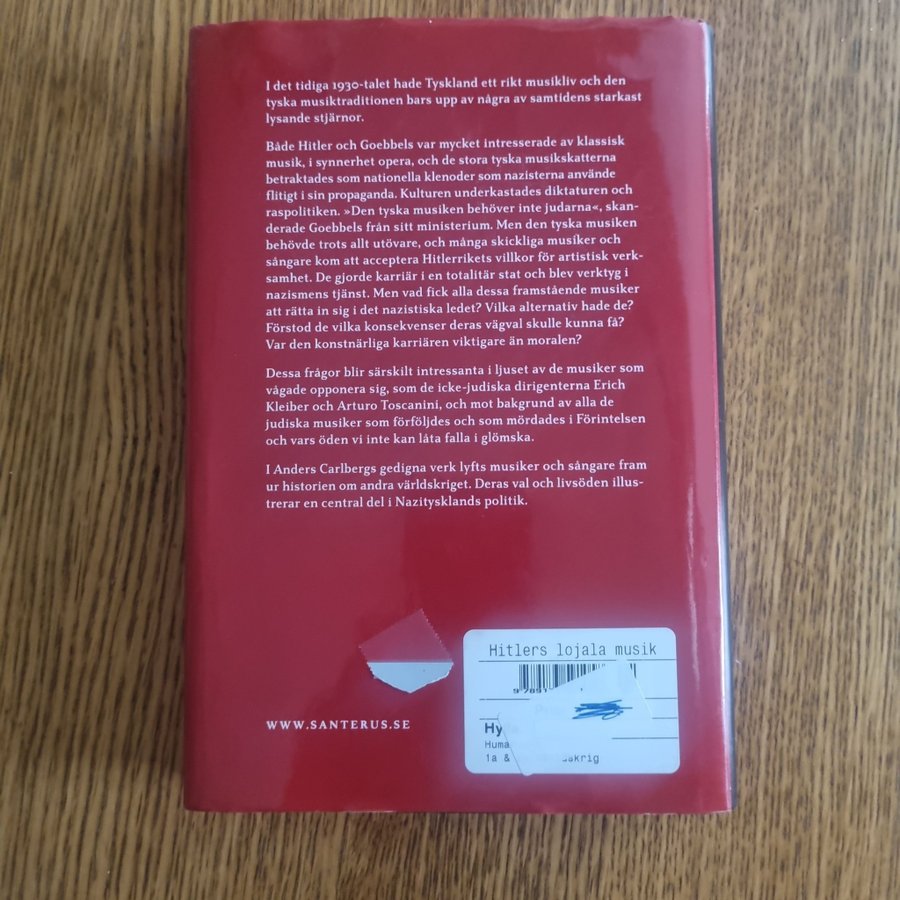 I det tidiga 1930-talet hade Tyskland ett rikt musikliv och den
tyska musiktraditionen bars upp av några av samtidens starkast
lysande stjärnor.
Både Hitler och Goebbels var mycket intresserade av klassisk
musik, i synnerhet opera, och de stora tyska musikskatterna
betraktades som nationella klenoder som nazisterna använde
flitigt i sin propaganda. Kulturen underkastades diktaturen och
raspolitiken. »Den tyska musiken behöver inte judarna«, skan-
derade Goebbels från sitt ministerium. Men den tyska musiken
behövde trots allt utövare, och många skickliga musiker och
sångare kom att acceptera Hitlerrikets villkor för artistisk verk-
samhet. De gjorde karriär i en totalitär stat och blev verktyg i
nazismens tjänst. Men vad fick alla dessa framstående musiker
att rätta in sig i det nazistiska ledet? Vilka alternativ hade de?
Förstod de vilka konsekvenser deras vägval skulle kunna få?
Var den konstnärliga karriären viktigare än moralen?
Dessa frågor blir särskilt intressanta i ljuset av de musiker som
vågade opponera sig, som de icke-judiska dirigenterna Erich
Kleiber och Arturo Toscanini, och mot bakgrund av alla de
judiska musiker som förföljdes och som mördades i Förintelsen
och vars öden vi inte kan låta falla i glömska.
I Anders Carlbergs gedigna verk lyfts musiker och sångare fram
ur historien om andra världskriget. Deras val och livsöden illus-
trerar en central del i Nazitysklands politik.
WWW.SANTERUS.SE
Hitlers lojala musik
1a &